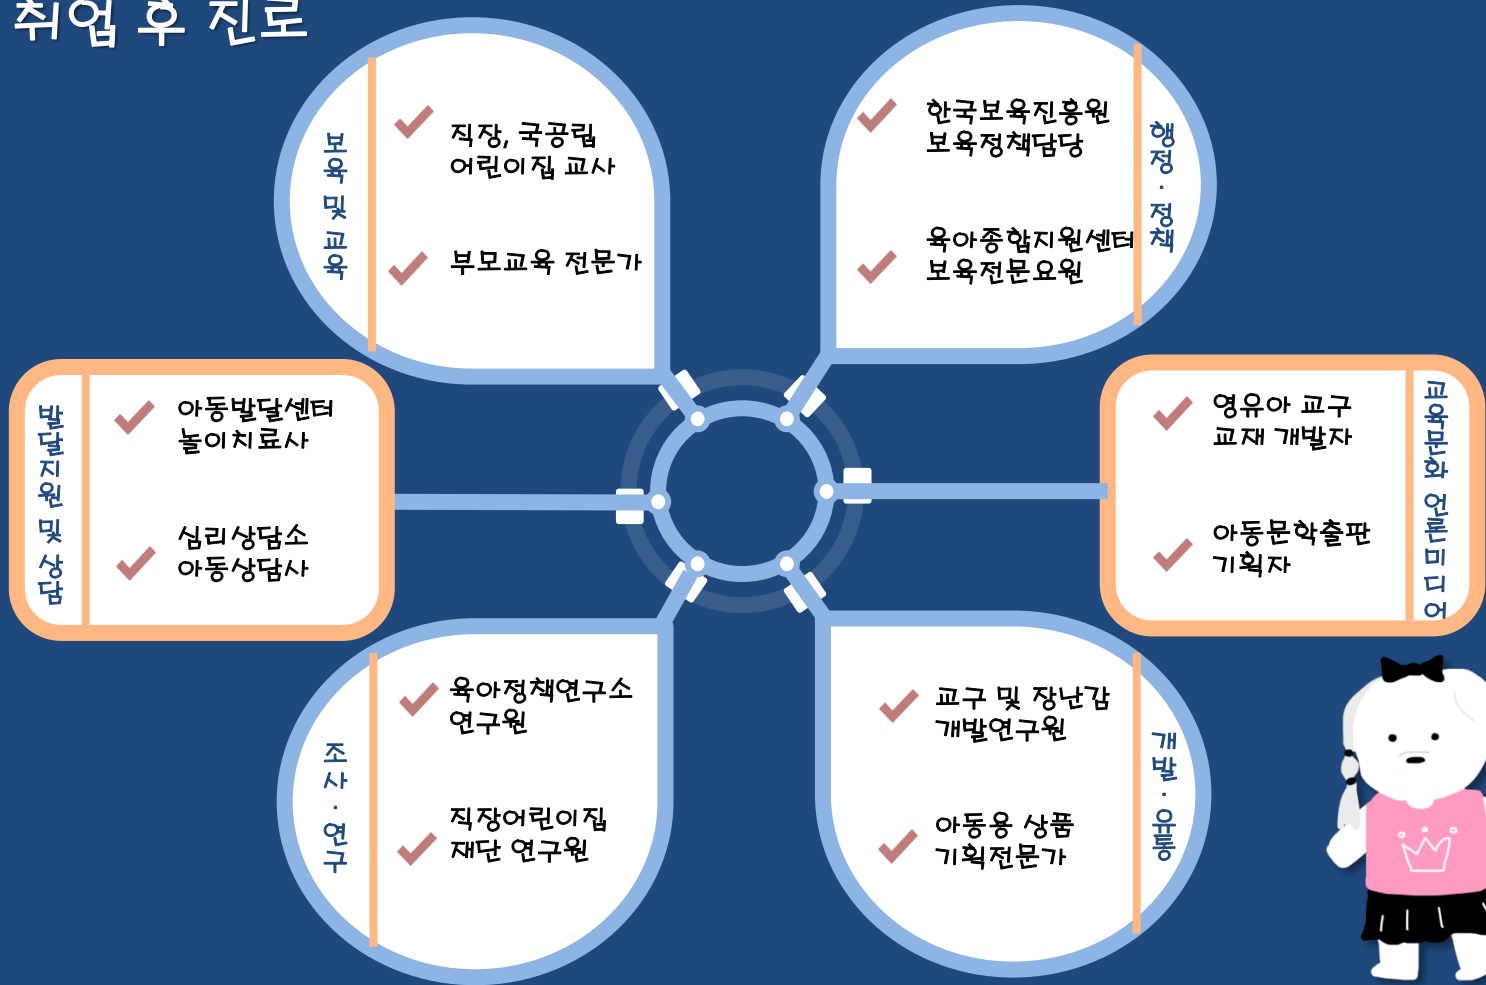 취업 후 진로
보육 및 교육
직장, 국공립
어린이집 교사
부모교육 전문가
한국보육진흥원
보육정책담당
육아종합지원센터
보육전문요원
행정·정책
발달지원 및 상담
아동발달센터
놀이치료사
심리상담소
아동상담사
영유아 교구
교재 개발자
아동문학출판
기획자
교육문화 언론미디어
조사·연구
육아정책연구소
연구원
직장어린이집
재단 연구원
교구 및 장난감
개발연구원
아동용 상품
기획전문가
개발·유통